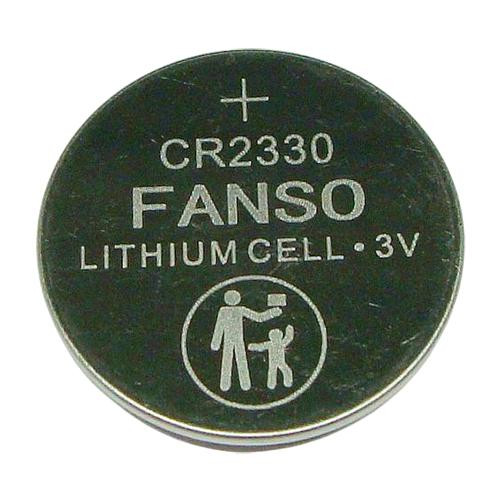 +
CR2330
FANSO
LITHIUM CELL • 3V